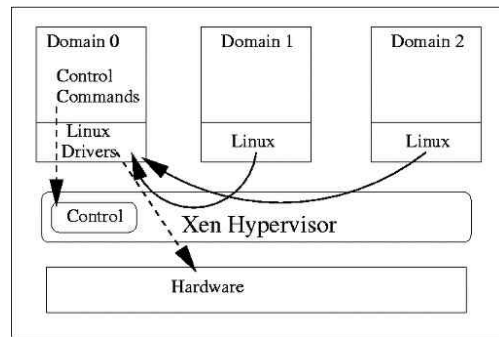 Domain 0
Domain 1
Domain 2
Control
Commands
Linux
Drivers
Linux
Linux
Control
Xen Hypervisor
Hardware